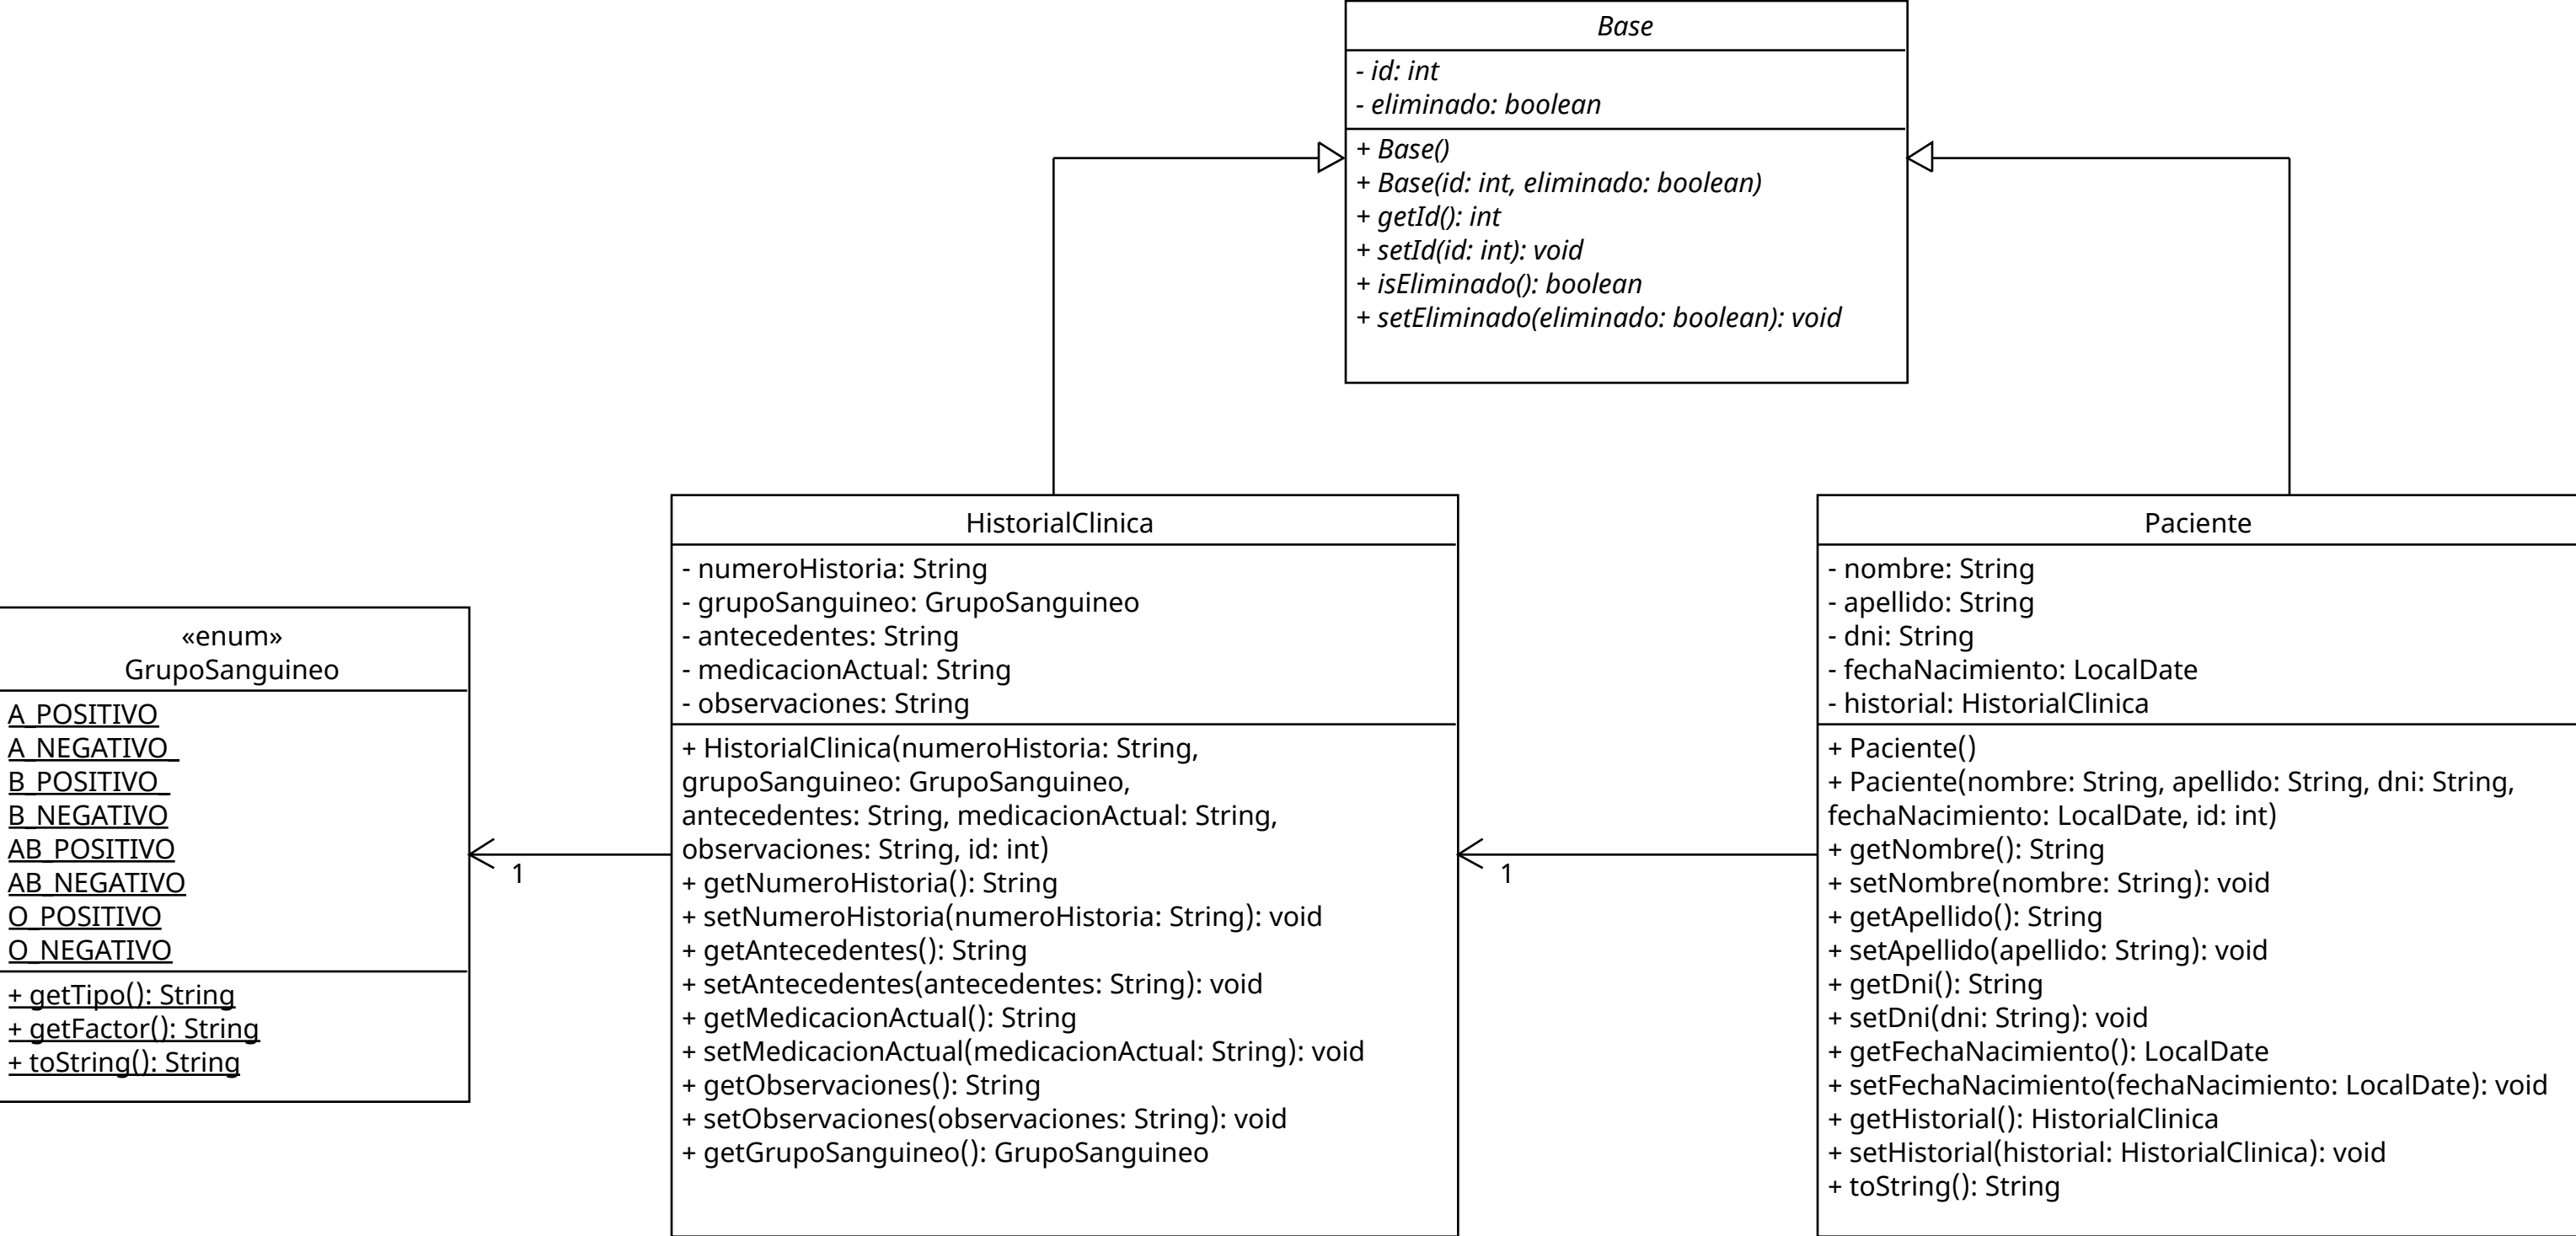 Base
- id: int
- eliminado: boolean
+ Base()
+ Base(id: int, eliminado: boolean)
+ getId(): int
+ setId(id: int): void
+ isEliminado(): boolean
+ setEliminado(eliminado: boolean): void
«enum»
GrupoSanguineo
A_POSITIVO
A_NEGATIVO_
B_POSITIVO_
B_NEGATIVO
AB_POSITIVO
AB_NEGATIVO
O_POSITIVO
O_NEGATIVO
+ getTipo(): String
+ getFactor(): String
+ toString(): String
1
HistorialClinica
- numeroHistoria: String
- grupoSanguineo: GrupoSanguineo
- antecedentes: String
- medicacionActual: String
- observaciones: String
+ HistorialClinica(numeroHistoria: String,
grupoSanguineo: GrupoSanguineo,
antecedentes: String, medicacionActual: String,
observaciones: String, id: int)
+ getNumeroHistoria(): String
+ setNumeroHistoria(numeroHistoria: String): void
+ getAntecedentes(): String
+ setAntecedentes(antecedentes: String): void
+ getMedicacionActual(): String
+ setMedicacionActual(medicacionActual: String): void
+ getObservaciones(): String
+ setObservaciones(observaciones: String): void
+ getGrupoSanguineo(): GrupoSanguineo
1
Paciente
- nombre: String
- apellido: String
- dni: String
- fechaNacimiento: LocalDate
- historial: HistorialClinica
+ Paciente()
+ Paciente(nombre: String, apellido: String, dni: String,
fechaNacimiento: LocalDate, id: int)
+ getNombre(): String
+ setNombre(nombre: String): void
+ getApellido(): String
+ setApellido(apellido: String): void
+ getDni(): String
+ setDni(dni: String): void
+ getFechaNacimiento(): LocalDate
+ setFechaNacimiento(fechaNacimiento: LocalDate): void
+ getHistorial(): HistorialClinica
+ setHistorial(historial: HistorialClinica): void
+ toString(): String